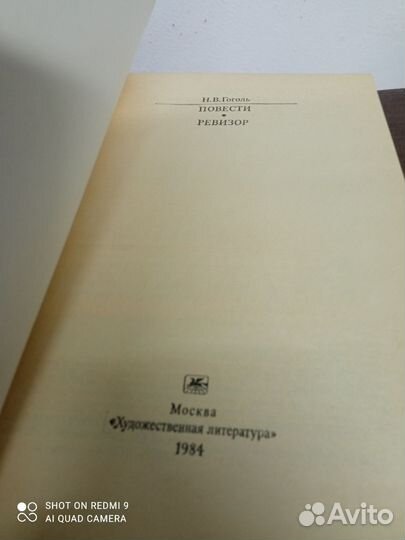 Н. В. Гоголь
ПОВЕСТИ
•
РЕВИЗОР
Москва
«Художественная литература»
1984
SHOT ON REDMI 9
AI QUAD CAMERA
Avito